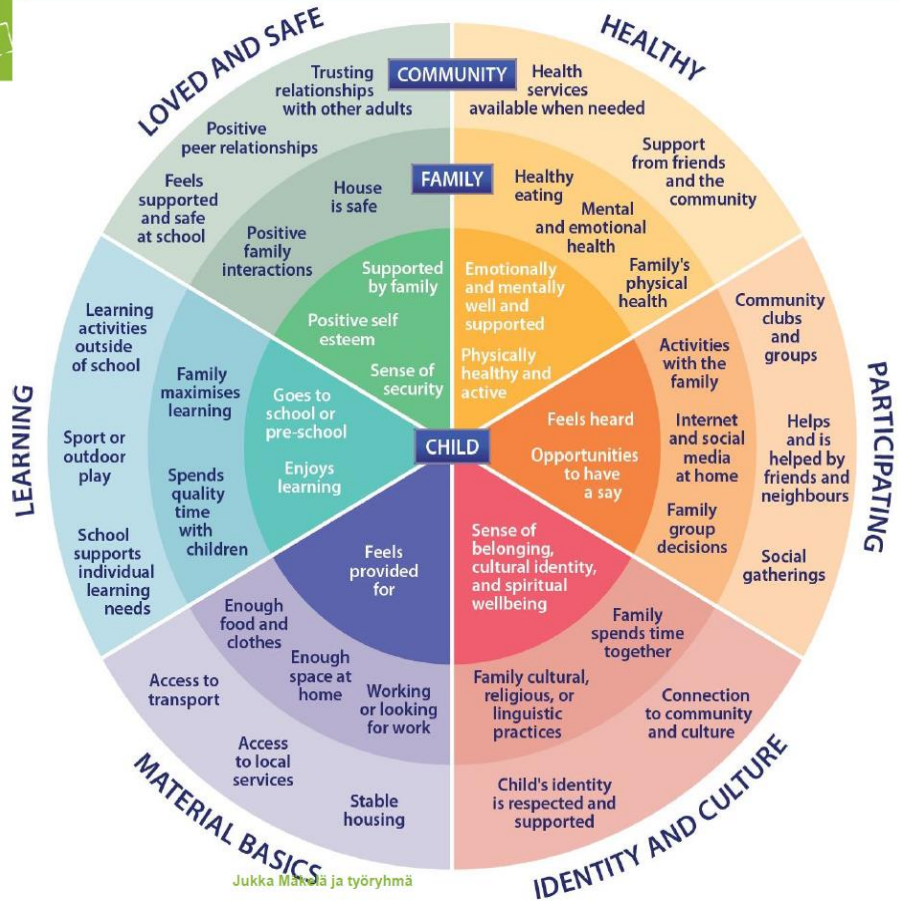 LOVED AND SAFE
COMMUNITY
Trusting
relationships
with other adults
Positive
peer relationships
Feels
supported
and safe
at school
FAMILY
House
is safe
Positive
family
interactions
Supported
by family
Positive self
esteem
Sense of
security
HEALTHY
Health
services
available when needed
Support
from friends
and the
community
Healthy
eating
Mental
and emotional
health
Family's
physical
health
Emotionally
and mentally
well and
supported
Physically
healthy and
active
PARTICIPATING
Community
clubs
and
groups
Helps
and is
helped by
friends and
neighbours
Social
gatherings
Activities
with the
family
Internet
and social
media
at home
Family
group
decisions
Feels heard
Opportunities
to have
a say
CHILD
LEARNING
Learning
activities
outside
of school
Sport or
outdoor
play
School
supports
individual
learning
needs
Family
maximises
learning
Spends
quality
time
with
children
Goes to
school or
pre-school
Enjoys
learning
MATERIAL BASICS
Feels
provided
for
Enough
food and
clothes
Enough
space at
home
Working
or looking
for work
Access to
transport
Access
to local
services
Stable
housing
IDENTITY AND CULTURE
Sense of
belonging,
cultural identity,
and spiritual
wellbeing
Family
spends time
together
Family cultural,
religious, or
linguistic
practices
Connection
to community
and culture
Child's identity
is respected and
supported
Jukka Mäkelä ja työryhmä